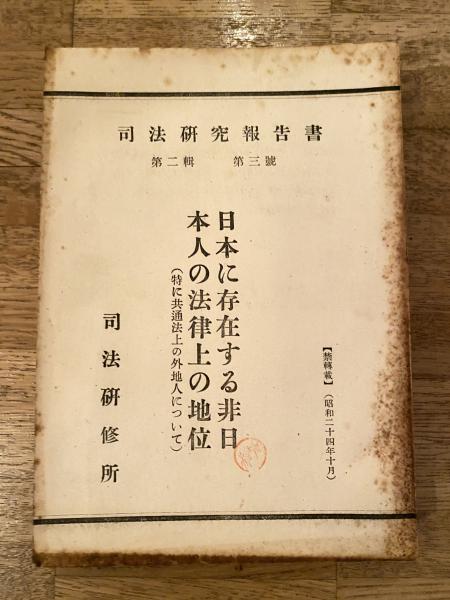 司法研究報告書
第二輯　第三號
日本に存在する非日
本人の法律上の地位
（特に共通法上の外地人について）
【禁轉載】（昭和二十四年十月）
司法研修所